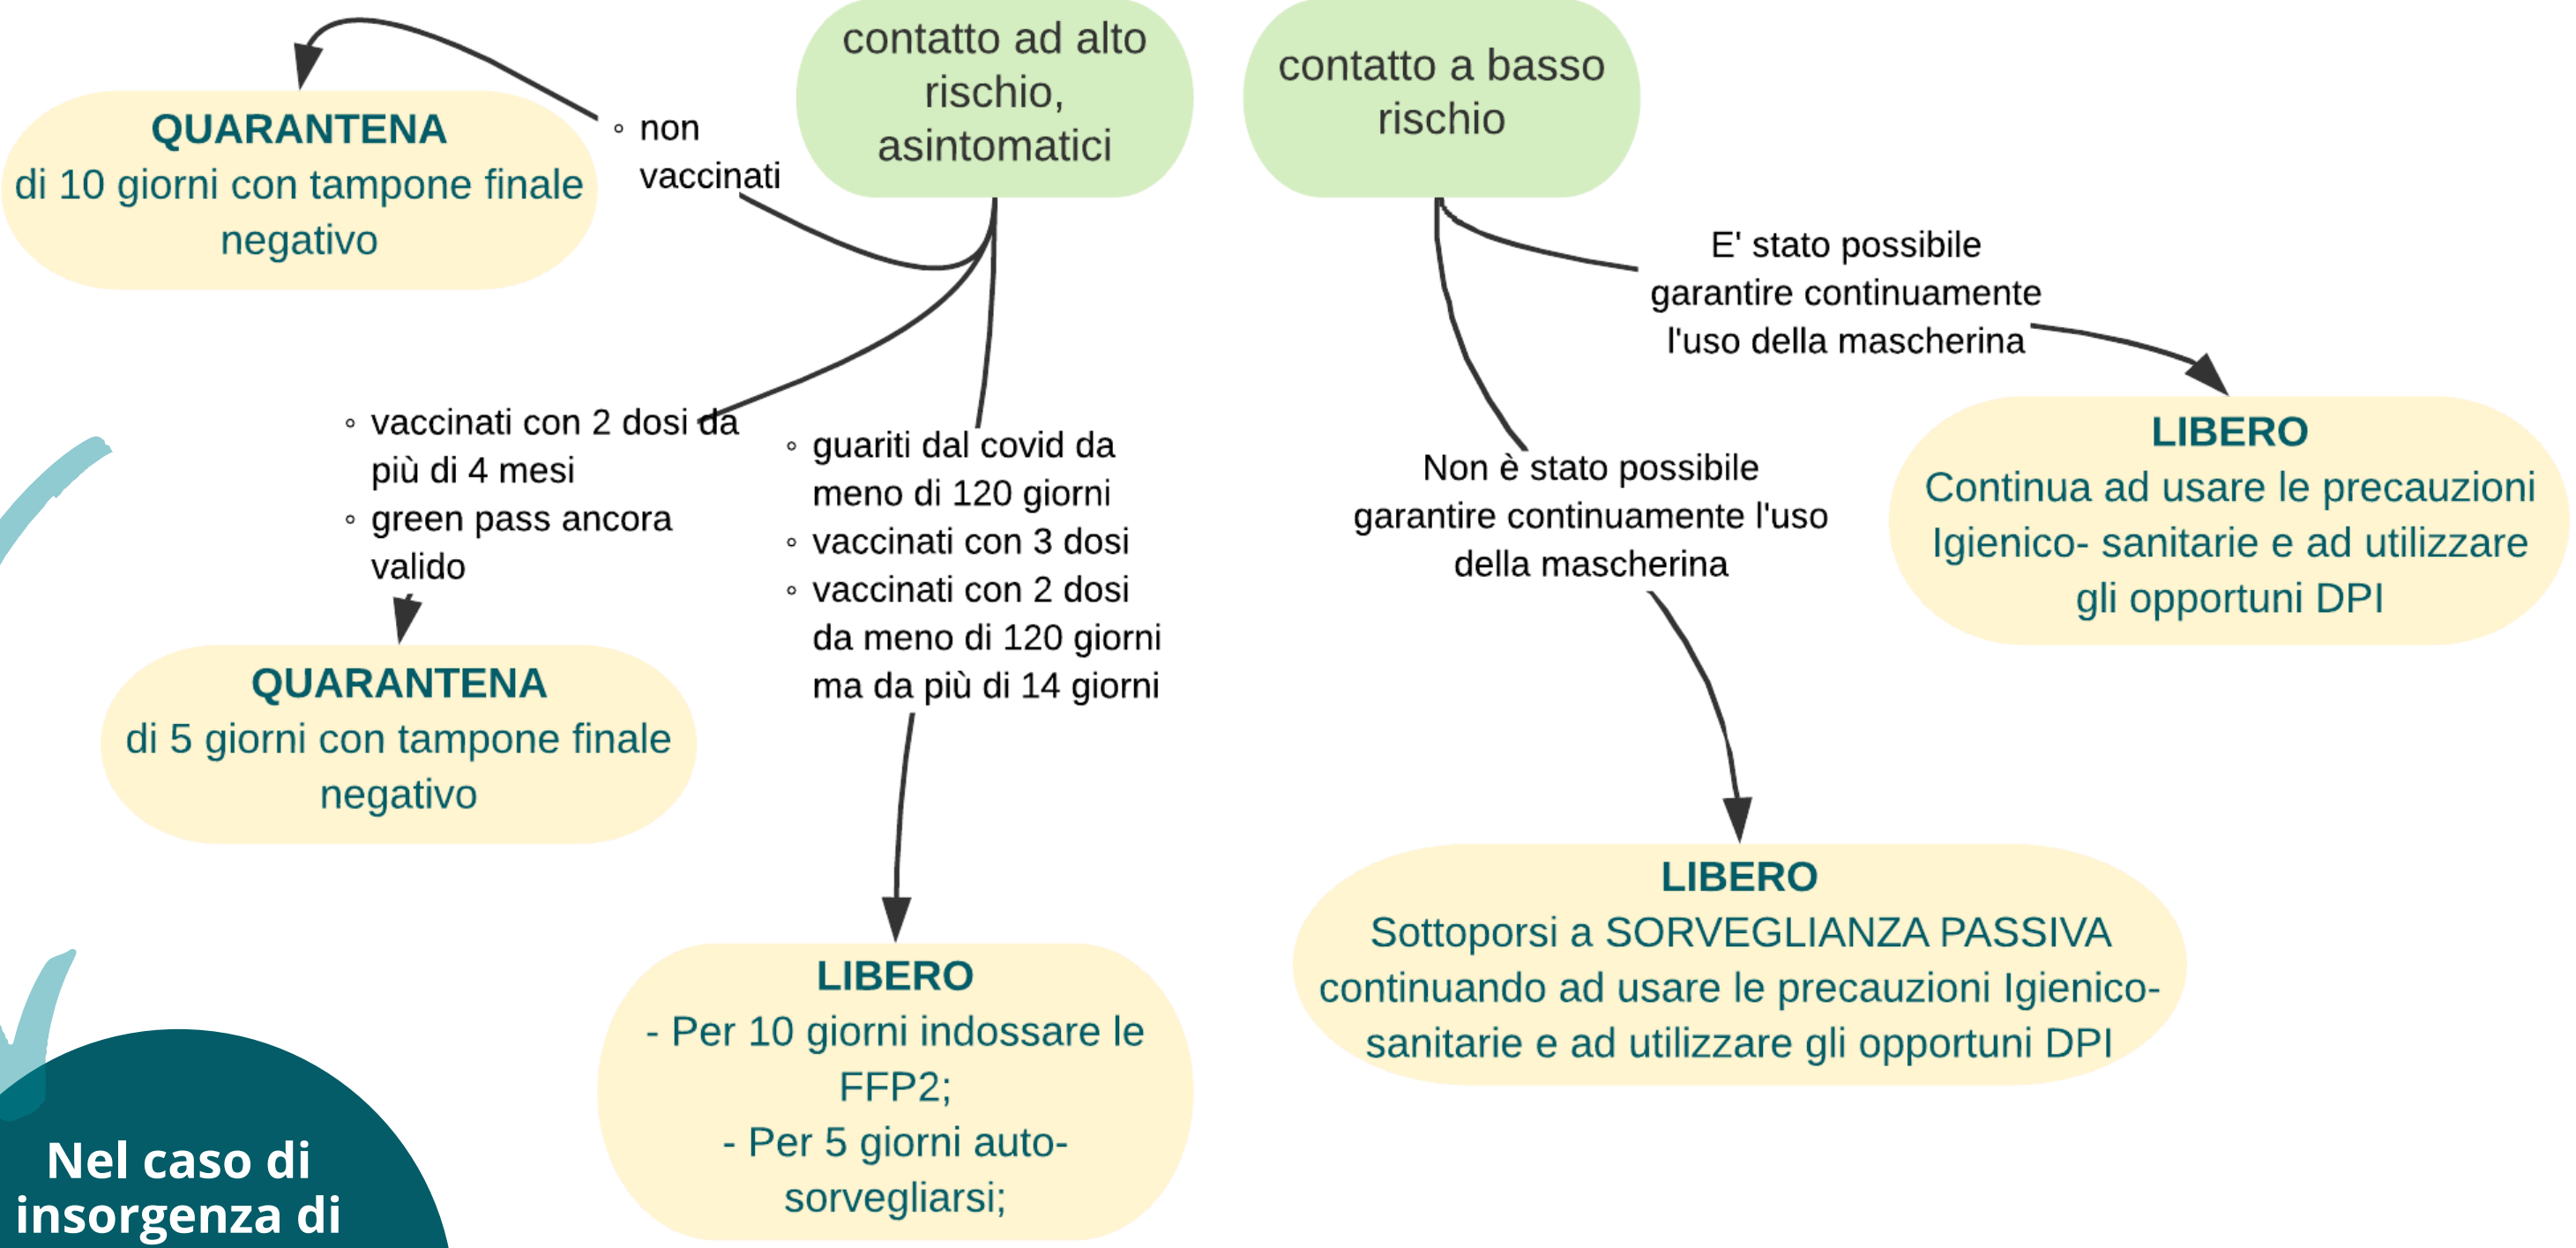 contatto ad alto
rischio,
asintomatici
contatto a basso
rischio
◦ non
vaccinati
QUARANTENA
di 10 giorni con tampone finale
negativo
◦ vaccinati con 2 dosi da
più di 4 mesi
◦ green pass ancora
valido
QUARANTENA
di 5 giorni con tampone finale
negativo
◦ guariti dal covid da
meno di 120 giorni
◦ vaccinati con 3 dosi
◦ vaccinati con 2 dosi
da meno di 120 giorni
ma da più di 14 giorni
LIBERO
- Per 10 giorni indossare le
FFP2;
- Per 5 giorni auto-
sorvegliarsi;
E' stato possibile
garantire continuamente
l'uso della mascherina
LIBERO
Continua ad usare le precauzioni
Igienico- sanitarie e ad utilizzare
gli opportuni DPI
Non è stato possibile
garantire continuamente l'uso
della mascherina
LIBERO
Sottoporsi a SORVEGLIANZA PASSIVA
continuando ad usare le precauzioni Igienico-
sanitarie e ad utilizzare gli opportuni DPI
Nel caso di
insorgenza di